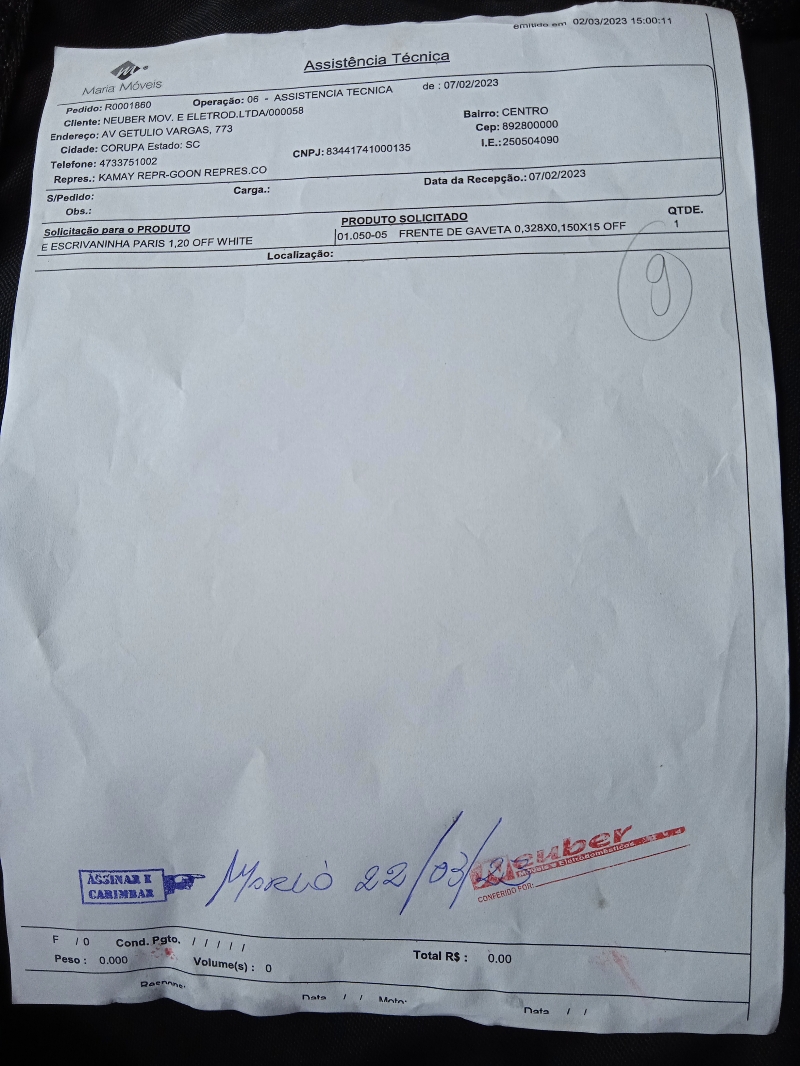 emitido em 02/03/2023 15:00:11
Maria Móveis
Assistência Técnica
Pedido: R0001860 Operação: 06 - ASSISTENCIA TECNICA de : 07/02/2023
Cliente: NEUBER MOV. E ELETROD.LTDA/000058 Bairro: CENTRO
Endereço: AV GETULIO VARGAS, 773 Cep: 892800000
Cidade: CORUPA Estado: SC CNPJ: 83441741000135 I.E.: 250504090
Telefone: 4733751002
Repres.: KAMAY REPR-GOON REPRES.CO
S/Pedido: Carga.: Data da Recepção.: 07/02/2023
Obs.:
Solicitação para o PRODUTO PRODUTO SOLICITADO QTDE.
E ESCRIVANINHA PARIS 1,20 OFF WHITE 01.050-05 FRENTE DE GAVETA 0,328X0,150X15 OFF 1
Localização:
9
ASSINAR E
CARIMBAR
22/03/23
Neuber
Móveis e Eletrodomésticos
CONFERIDO POR:
F / 0 Cond. Pgto. / / / / /
Peso : 0.000 Volume(s) : 0 Total R$ : 0.00
Data / / Data / /